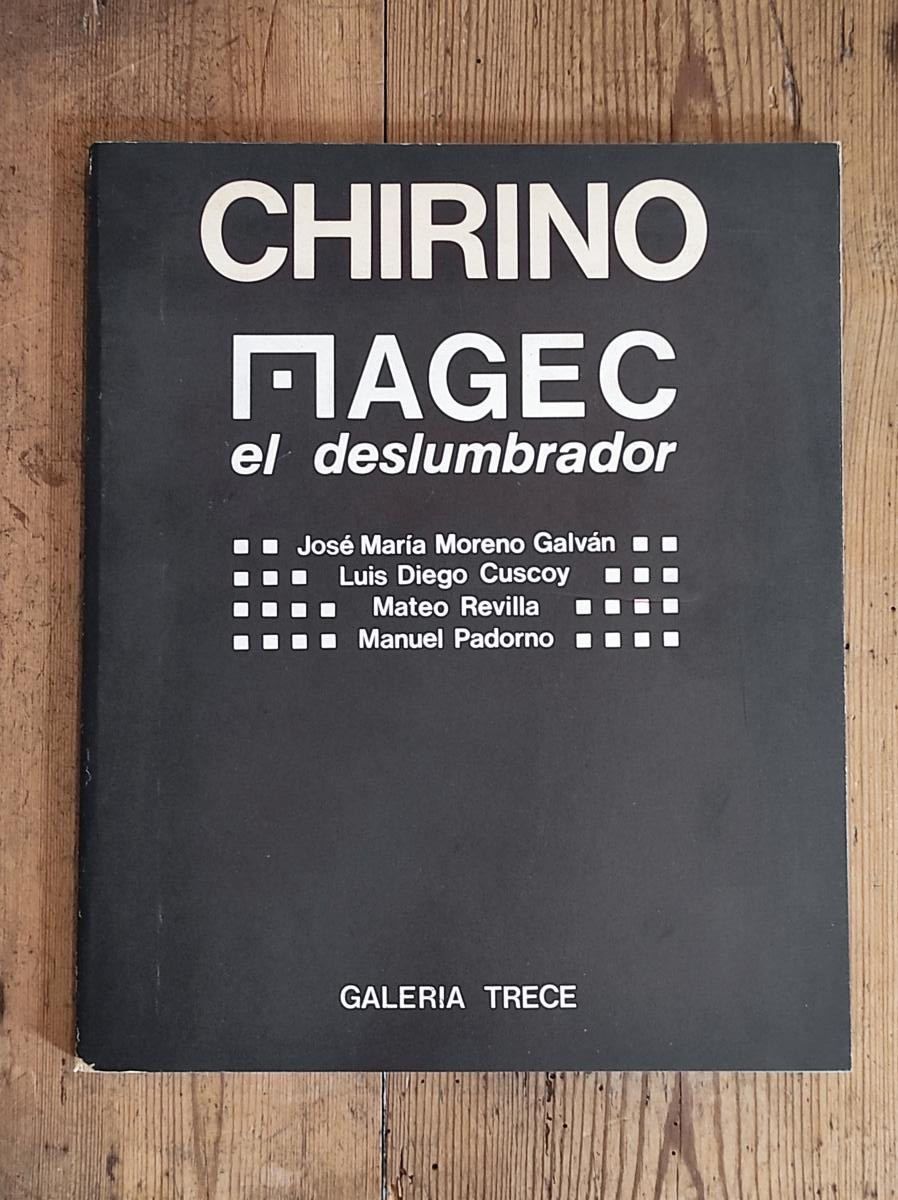 CHIRINO
MAGEC
el deslumbrador
José María Moreno Galván
Luis Diego Cuscoy
Mateo Revilla
Manuel Padorno
GALERIA TRECE